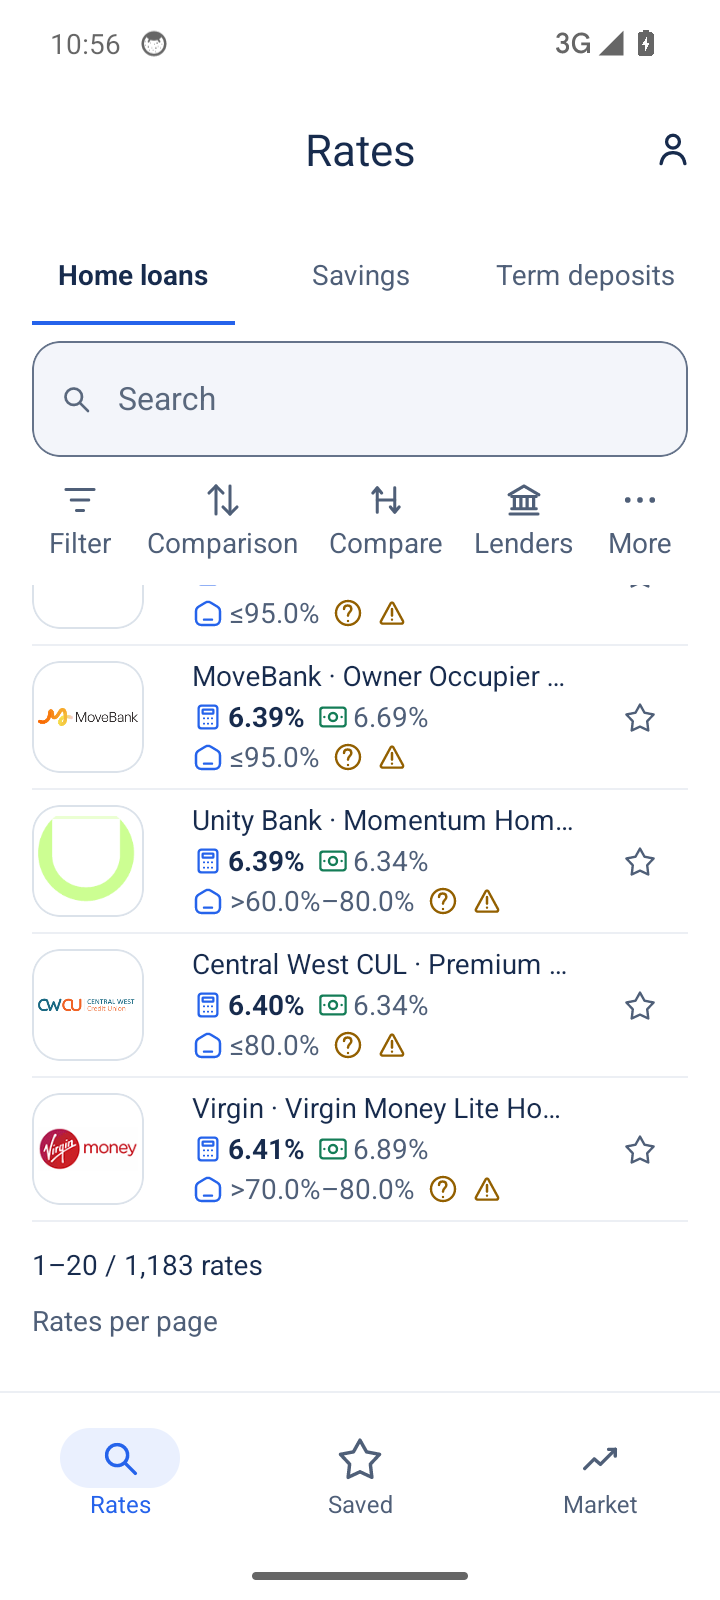 10:56
3G
Rates
Home loans
Savings
Term deposits
Search
Filter
Comparison
Compare
Lenders
More
≤95.0%
MoveBank
MoveBank · Owner Occupier ...
6.39% 6.69%
≤95.0%
Unity Bank · Momentum Hom...
6.39% 6.34%
>60.0%–80.0%
CWCU CENTRAL WEST
Credit Union
Central West CUL · Premium ...
6.40% 6.34%
≤80.0%
Virgin money
Virgin · Virgin Money Lite Ho...
6.41% 6.89%
>70.0%–80.0%
1–20 / 1,183 rates
Rates per page
Rates
Saved
Market